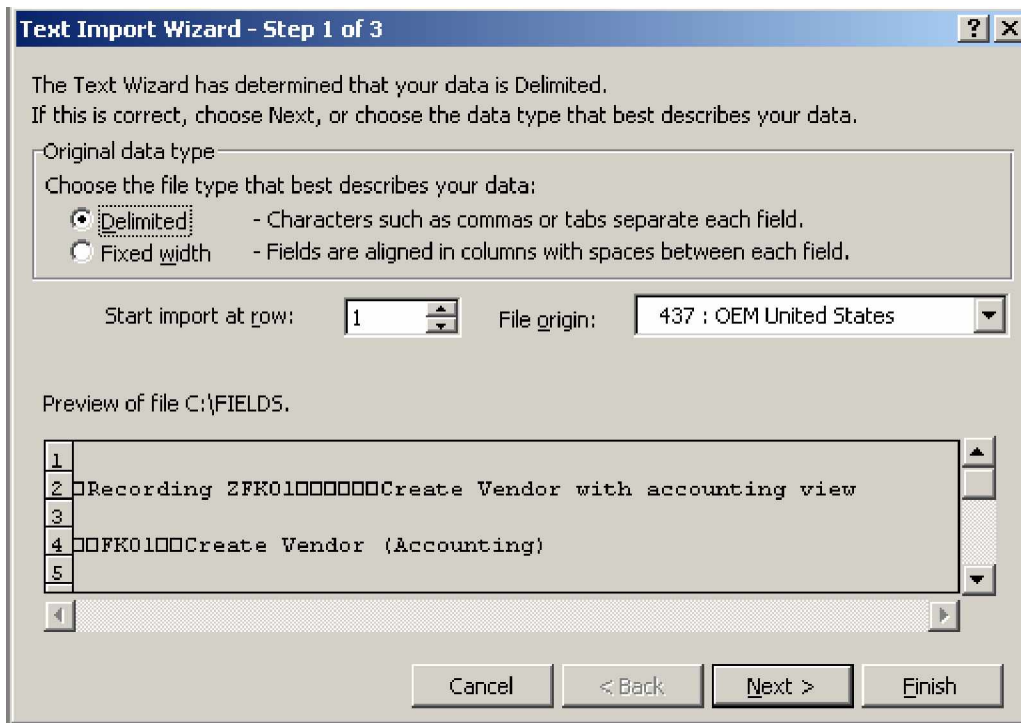 Text Import Wizard - Step 1 of 3
The Text Wizard has determined that your data is Delimited.
If this is correct, choose Next, or choose the data type that best describes your data.
Original data type
Choose the file type that best describes your data:
Delimited - Characters such as commas or tabs separate each field.
Fixed width - Fields are aligned in columns with spaces between each field.
Start import at row: 1 File origin: 437 : OEM United States
Preview of file C:\FIELDS.
1
2 □Recording ZFK01□□□□□□Create Vendor with accounting view
3
4 □□FK01□□Create Vendor (Accounting)
5
Cancel < Back Next > Finish